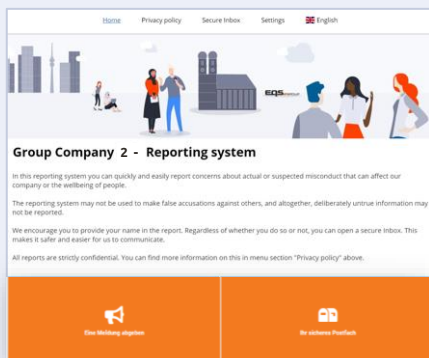 Home Privacy policy Secure Inbox Settings English
EQS
Group Company 2 - Reporting system
In this reporting system you can quickly and easily report concerns about actual or suspected misconduct that can affect our
company or the wellbeing of people.
The reporting system may not be used to make false accusations against others, and altogether, deliberately untrue information may
not be reported.
We encourage you to provide your name in the report. Regardless of whether you do so or not, you can open a secure Inbox. This
makes it safer and easier for us to communicate.
All reports are strictly confidential. You can find more information on this in menu section "Privacy policy" above.
Eine Meldung abgeben
Ihr sicheres Postfach